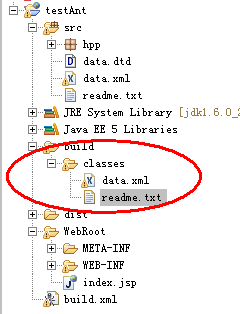 testAnt
src
hpp
data.dtd
data.xml
readme.txt
JRE System Library [jdk1.6.0_
Java EE 5 Libraries
build
classes
data.xml
readme.txt
dist
WebRoot
META-INF
WEB-INF
index.jsp
build.xml